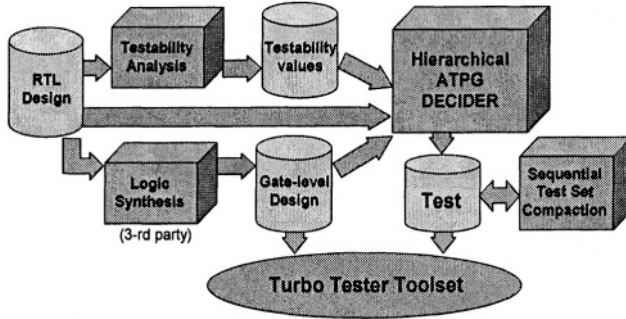 RTL
Design
Testability
Analysis
Testability
values
Hierarchical
ATPG
DECIDER
Logic
Synthesis
(3-rd party)
Gate-level
Design
Test
Sequential
Test Set
Compaction
Turbo Tester Toolset